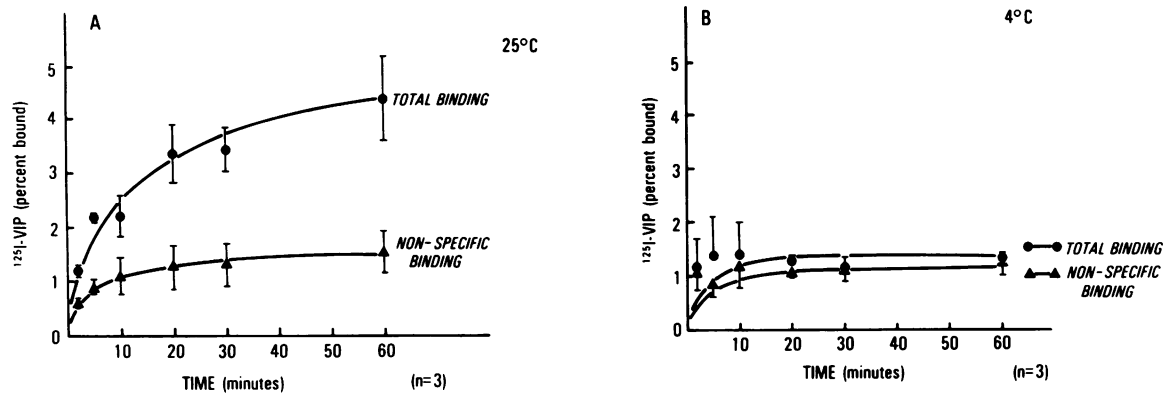 A
25°C
¹²⁵I-VIP (percent bound)
5
4
3
2
1
0
TOTAL BINDING
NON-SPECIFIC
BINDING
10 20 30 40 50 60
TIME (minutes)
(n=3)
B
4°C
¹²⁵I-VIP (percent bound)
5
4
3
2
1
0
TOTAL BINDING
NON-SPECIFIC
BINDING
10 20 30 40 50 60
TIME (minutes)
(n=3)